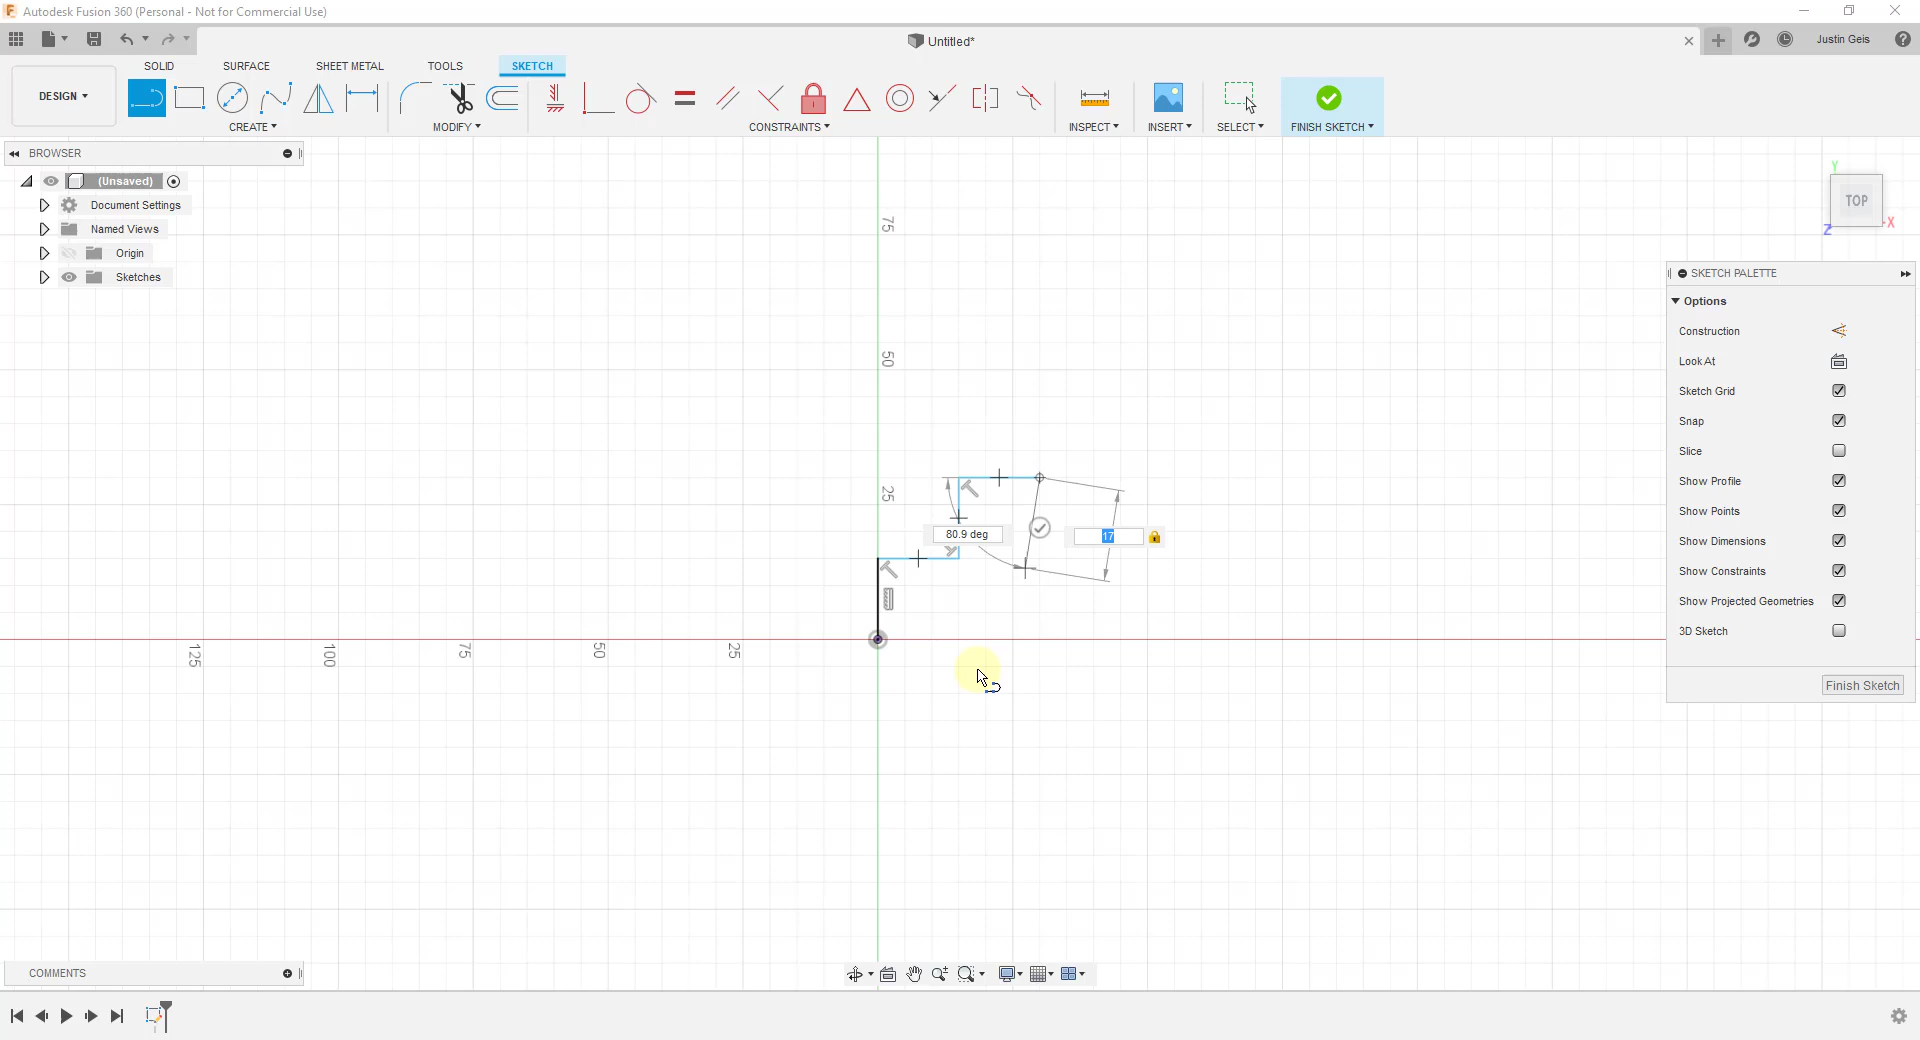 Autodesk Fusion 360 (Personal - Not for Commercial Use)
Untitled*
Justin Geis
DESIGN
SOLID
SURFACE
SHEET METAL
TOOLS
SKETCH
CREATE
MODIFY
CONSTRAINTS
INSPECT
INSERT
SELECT
FINISH SKETCH
BROWSER
(Unsaved)
Document Settings
Named Views
Origin
Sketches
75
50
25
125
100
75
50
25
80.9 deg
17
Y
TOP
X
Z
SKETCH PALETTE
Options
Construction
Look At
Sketch Grid
Snap
Slice
Show Profile
Show Points
Show Dimensions
Show Constraints
Show Projected Geometries
3D Sketch
Finish Sketch
COMMENTS